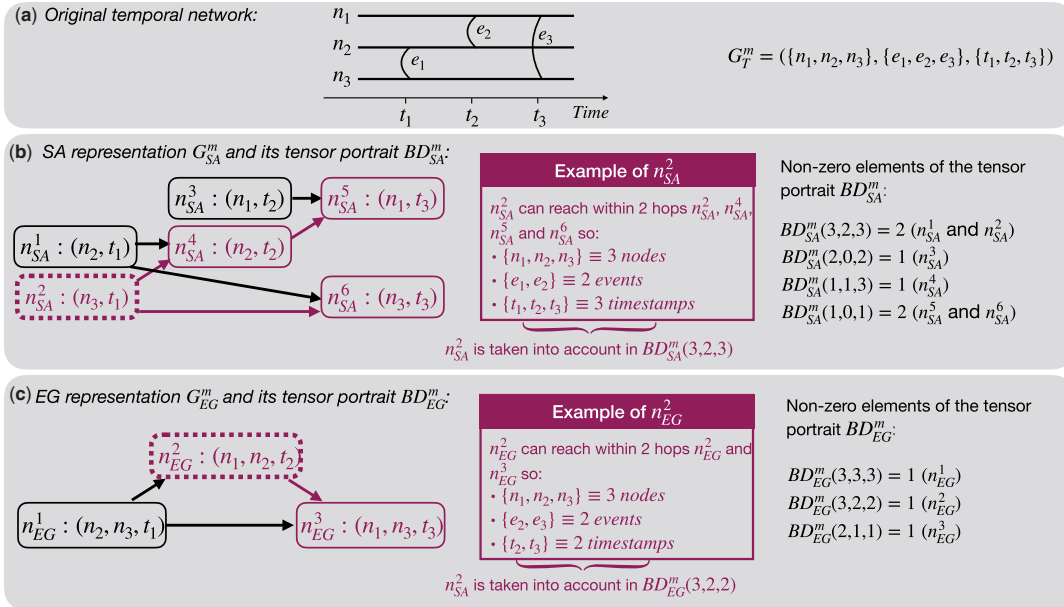 (a) Original temporal network:
n₁
n₂
n₃
e₁
e₂
e₃
t₁ t₂ t₃ Time
G_T^m = ({n₁, n₂, n₃}, {e₁, e₂, e₃}, {t₁, t₂, t₃})
(b) SA representation G_SA^m and its tensor portrait BD_SA^m:
n_SA^3 : (n₁, t₂)
n_SA^5 : (n₁, t₃)
n_SA^1 : (n₂, t₁)
n_SA^4 : (n₂, t₂)
n_SA^2 : (n₃, t₁)
n_SA^6 : (n₃, t₃)
Example of n_SA^2
n_SA^2 can reach within 2 hops n_SA^2, n_SA^4,
n_SA^5 and n_SA^6 so:
• {n₁, n₂, n₃} ≡ 3 nodes
• {e₁, e₂} ≡ 2 events
• {t₁, t₂, t₃} ≡ 3 timestamps
n_SA^2 is taken into account in BD_SA^m(3,2,3)
Non-zero elements of the tensor
portrait BD_SA^m:
BD_SA^m(3,2,3) = 2 (n_SA^1 and n_SA^2)
BD_SA^m(2,0,2) = 1 (n_SA^3)
BD_SA^m(1,1,3) = 1 (n_SA^4)
BD_SA^m(1,0,1) = 2 (n_SA^5 and n_SA^6)
(c) EG representation G_EG^m and its tensor portrait BD_EG^m:
n_EG^2 : (n₁, n₂, t₂)
n_EG^1 : (n₂, n₃, t₁)
n_EG^3 : (n₁, n₃, t₃)
Example of n_EG^2
n_EG^2 can reach within 2 hops n_EG^2 and
n_EG^3 so:
• {n₁, n₂, n₃} ≡ 3 nodes
• {e₂, e₃} ≡ 2 events
• {t₂, t₃} ≡ 2 timestamps
n_SA^2 is taken into account in BD_EG^m(3,2,2)
Non-zero elements of the tensor
portrait BD_EG^m:
BD_EG^m(3,3,3) = 1 (n_EG^1)
BD_EG^m(3,2,2) = 1 (n_EG^2)
BD_EG^m(2,1,1) = 1 (n_EG^3)